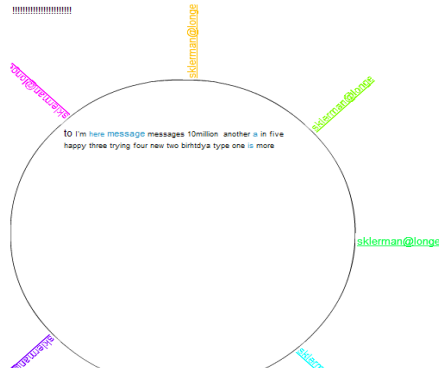 !!!!!!!!!!!!!!!!!!!!!!!
sklerman@longe
sklerman@longe
sklerman@longe
to I'm here message messages 10million another a in five
happy three trying four new two birhtdya type one is more
sklerman@longe
sklerman